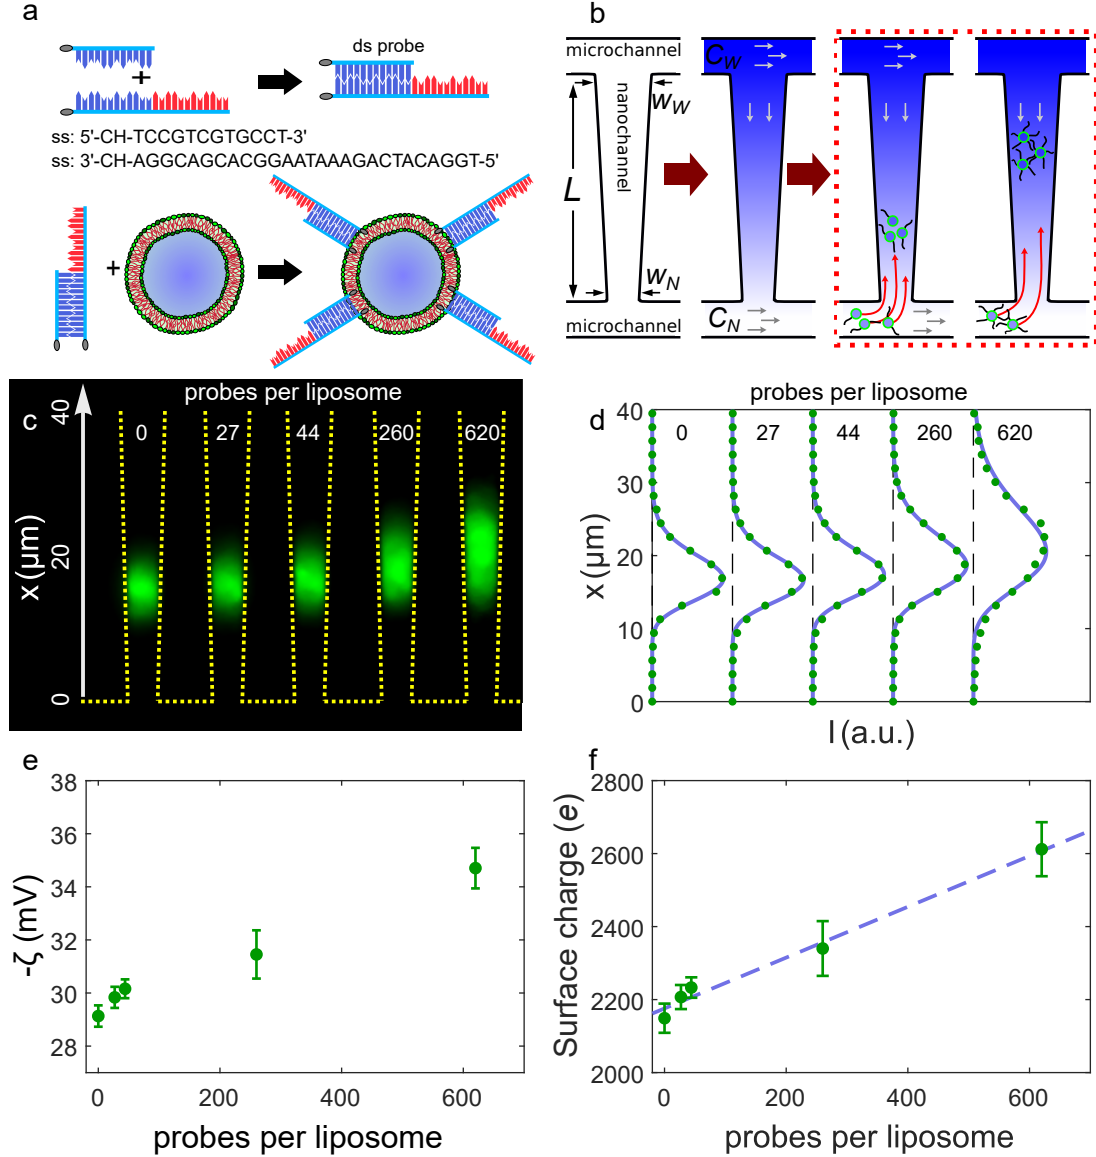 a
ds probe
ss: 5'-CH-TCCGTCGTGCCT-3'
ss: 3'-CH-AGGCAGCACGGAATAAAGACTACAGGT-5'
+
+
b
microchannel
nanochannel
w_W
L
w_N
microchannel
C_W
C_N
c
probes per liposome
0 27 44 260 620
x (μm)
40
20
0
d
probes per liposome
0 27 44 260 620
x (μm)
40
30
20
10
0
I (a.u.)
e
-ζ (mV)
38
36
34
32
30
28
0 200 400 600
probes per liposome
f
Surface charge (e)
2800
2600
2400
2200
2000
0 200 400 600
probes per liposome